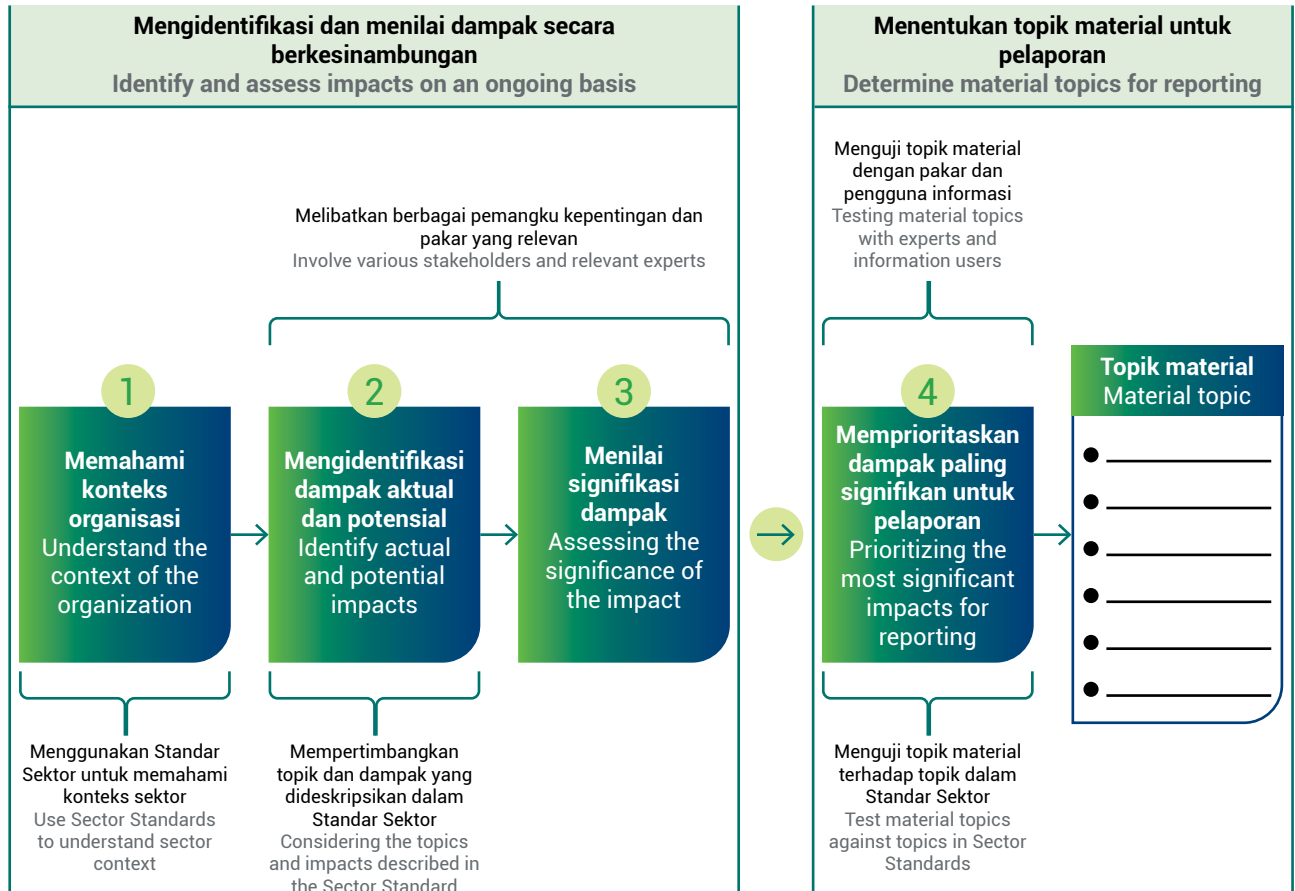 Mengidentifikasi dan menilai dampak secara
berkesinambungan
Identify and assess impacts on an ongoing basis
Menentukan topik material untuk
pelaporan
Determine material topics for reporting
Melibatkan berbagai pemangku kepentingan dan
pakar yang relevan
Involve various stakeholders and relevant experts
Menguji topik material
dengan pakar dan
pengguna informasi
Testing material topics
with experts and
information users
1
Memahami
konteks
organisasi
Understand the
context of the
organization
2
Mengidentifikasi
dampak aktual
dan potensial
Identify actual
and potential
impacts
3
Menilai
signifikasi
dampak
Assessing the
significance of
the impact
4
Memprioritaskan
dampak paling
signifikan untuk
pelaporan
Prioritizing the
most significant
impacts for
reporting
Topik material
Material topic
Menggunakan Standar
Sektor untuk memahami
konteks sektor
Use Sector Standards
to understand sector
context
Mempertimbangkan
topik dan dampak yang
dideskripsikan dalam
Standar Sektor
Considering the topics
and impacts described in
the Sector Standard
Menguji topik material
terhadap topik dalam
Standar Sektor
Test material topics
against topics in Sector
Standards